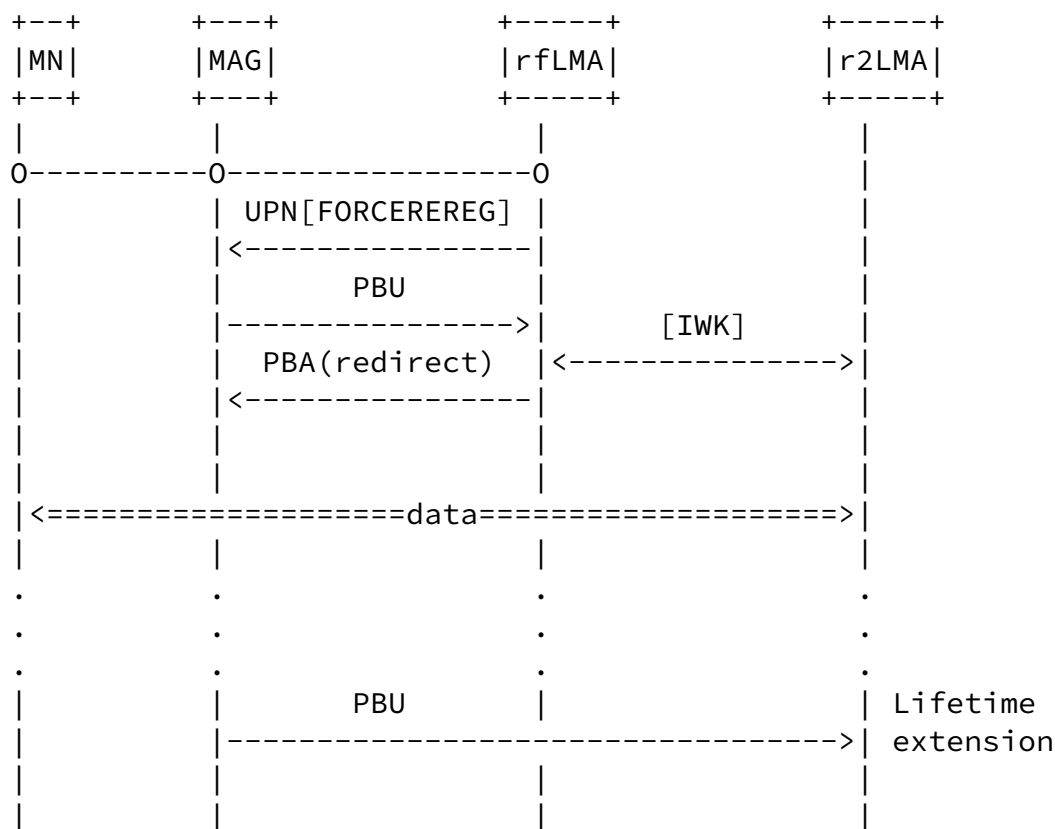 MN MAG rfLMA r2LMA
UPN[FORCEREREG]
PBU
[IWK]
PBA(redirect)
data
PBU Lifetime
extension